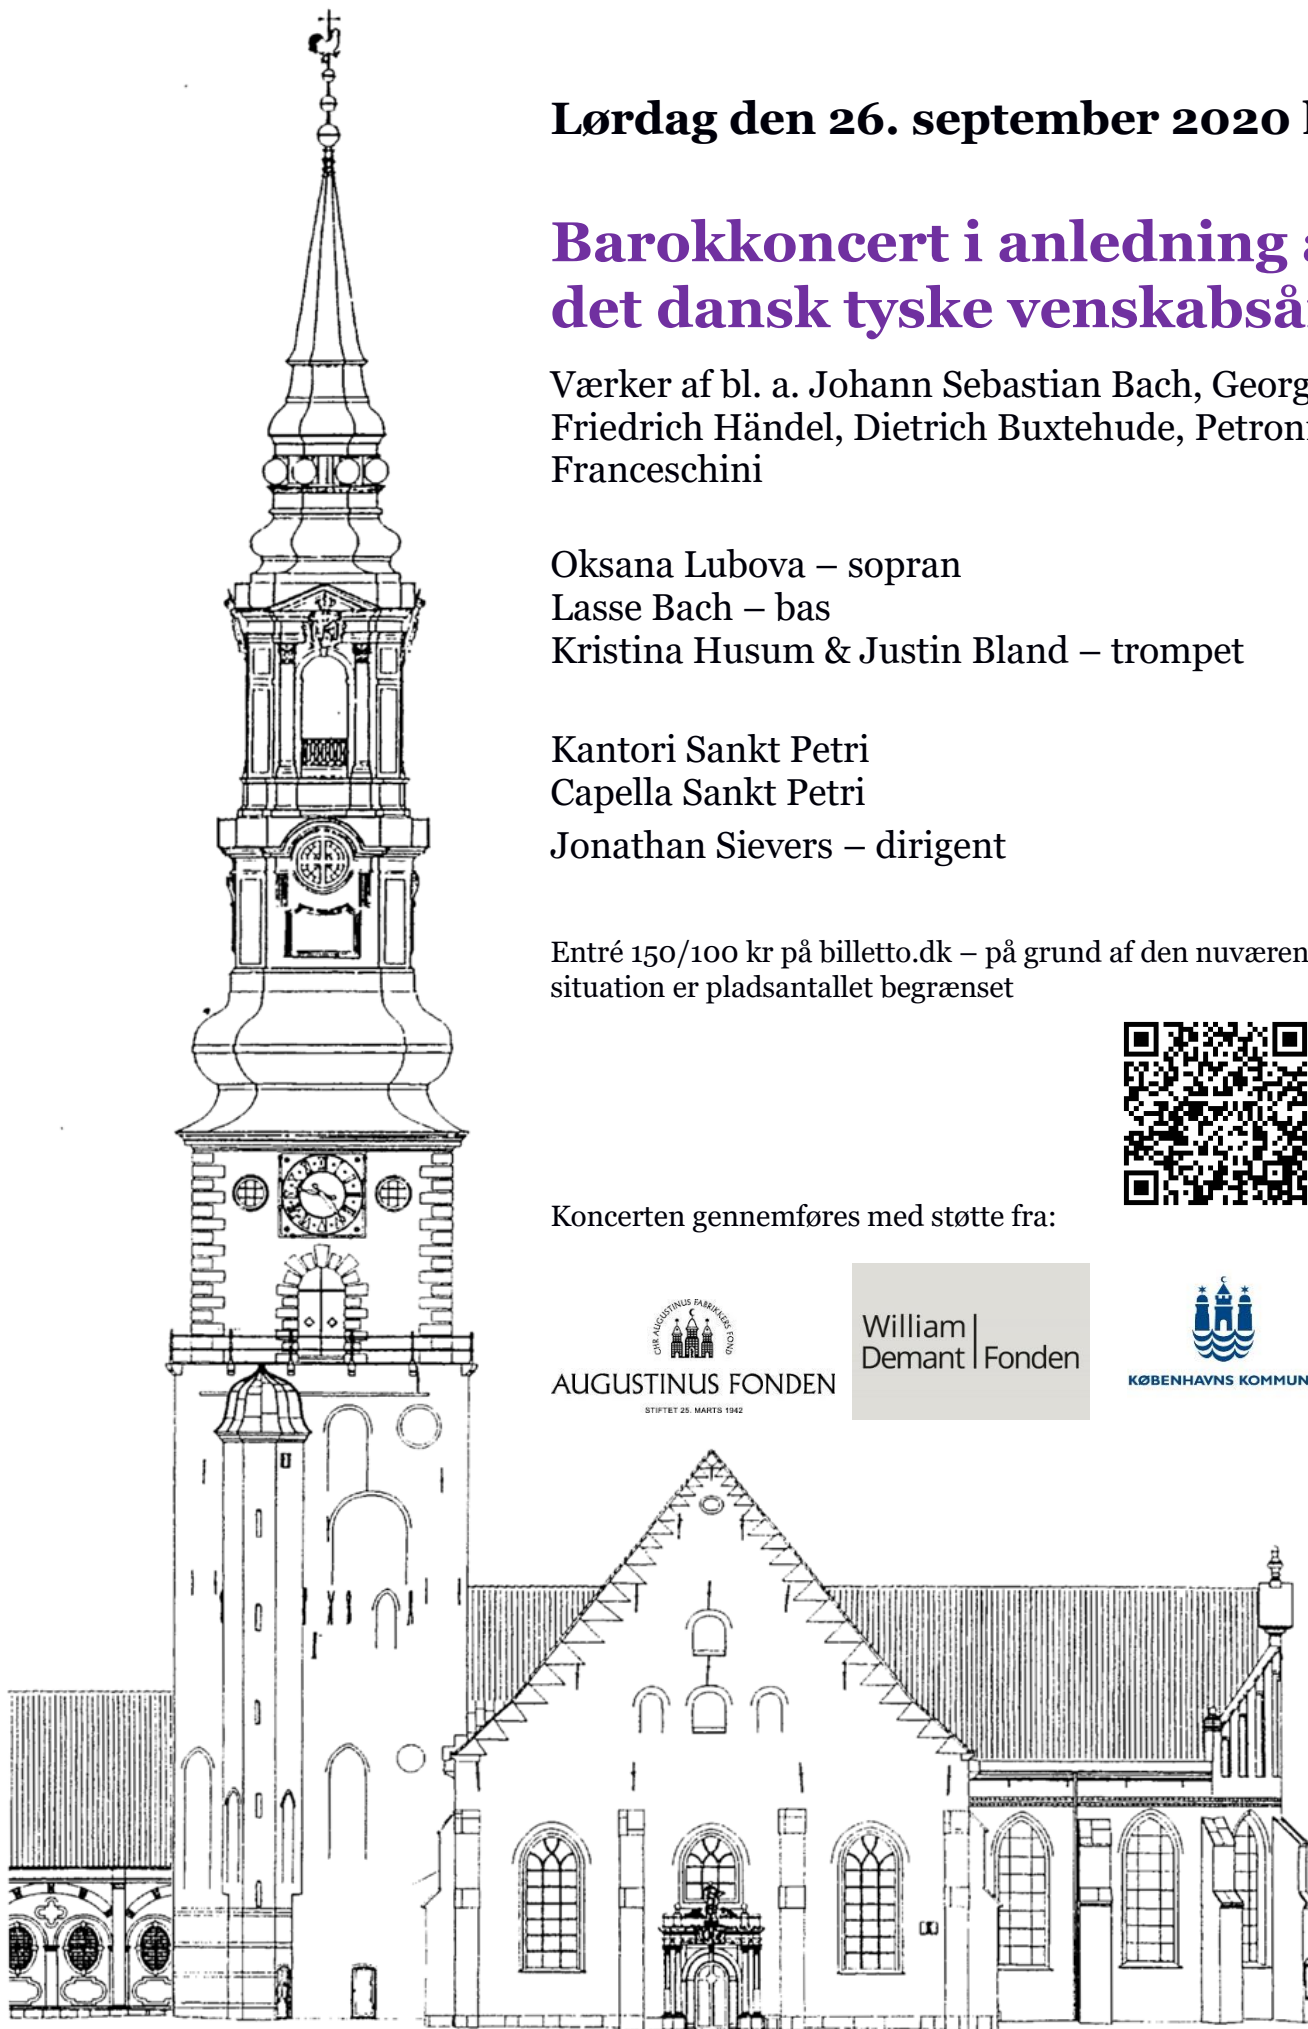 Lørdag den 26. september 2020
Barokkoncert i anledning a
det dansk tyske venskabså
Værker af bl. a. Johann Sebastian Bach, Georg
Friedrich Händel, Dietrich Buxtehude, Petron
Franceschini
Oksana Lubova – sopran
Lasse Bach – bas
Kristina Husum & Justin Bland – trompet
Kantori Sankt Petri
Capella Sankt Petri
Jonathan Sievers – dirigent
Entré 150/100 kr på billetto.dk – på grund af den nuværen
situation er pladsantallet begrænset
Koncerten gennemføres med støtte fra:
CHR AUGUSTINUS FABRIKKERS FOND
AUGUSTINUS FONDEN
STIFTET 25. MARTS 1942
William
Demant Fonden
KØBENHAVNS KOMMUN